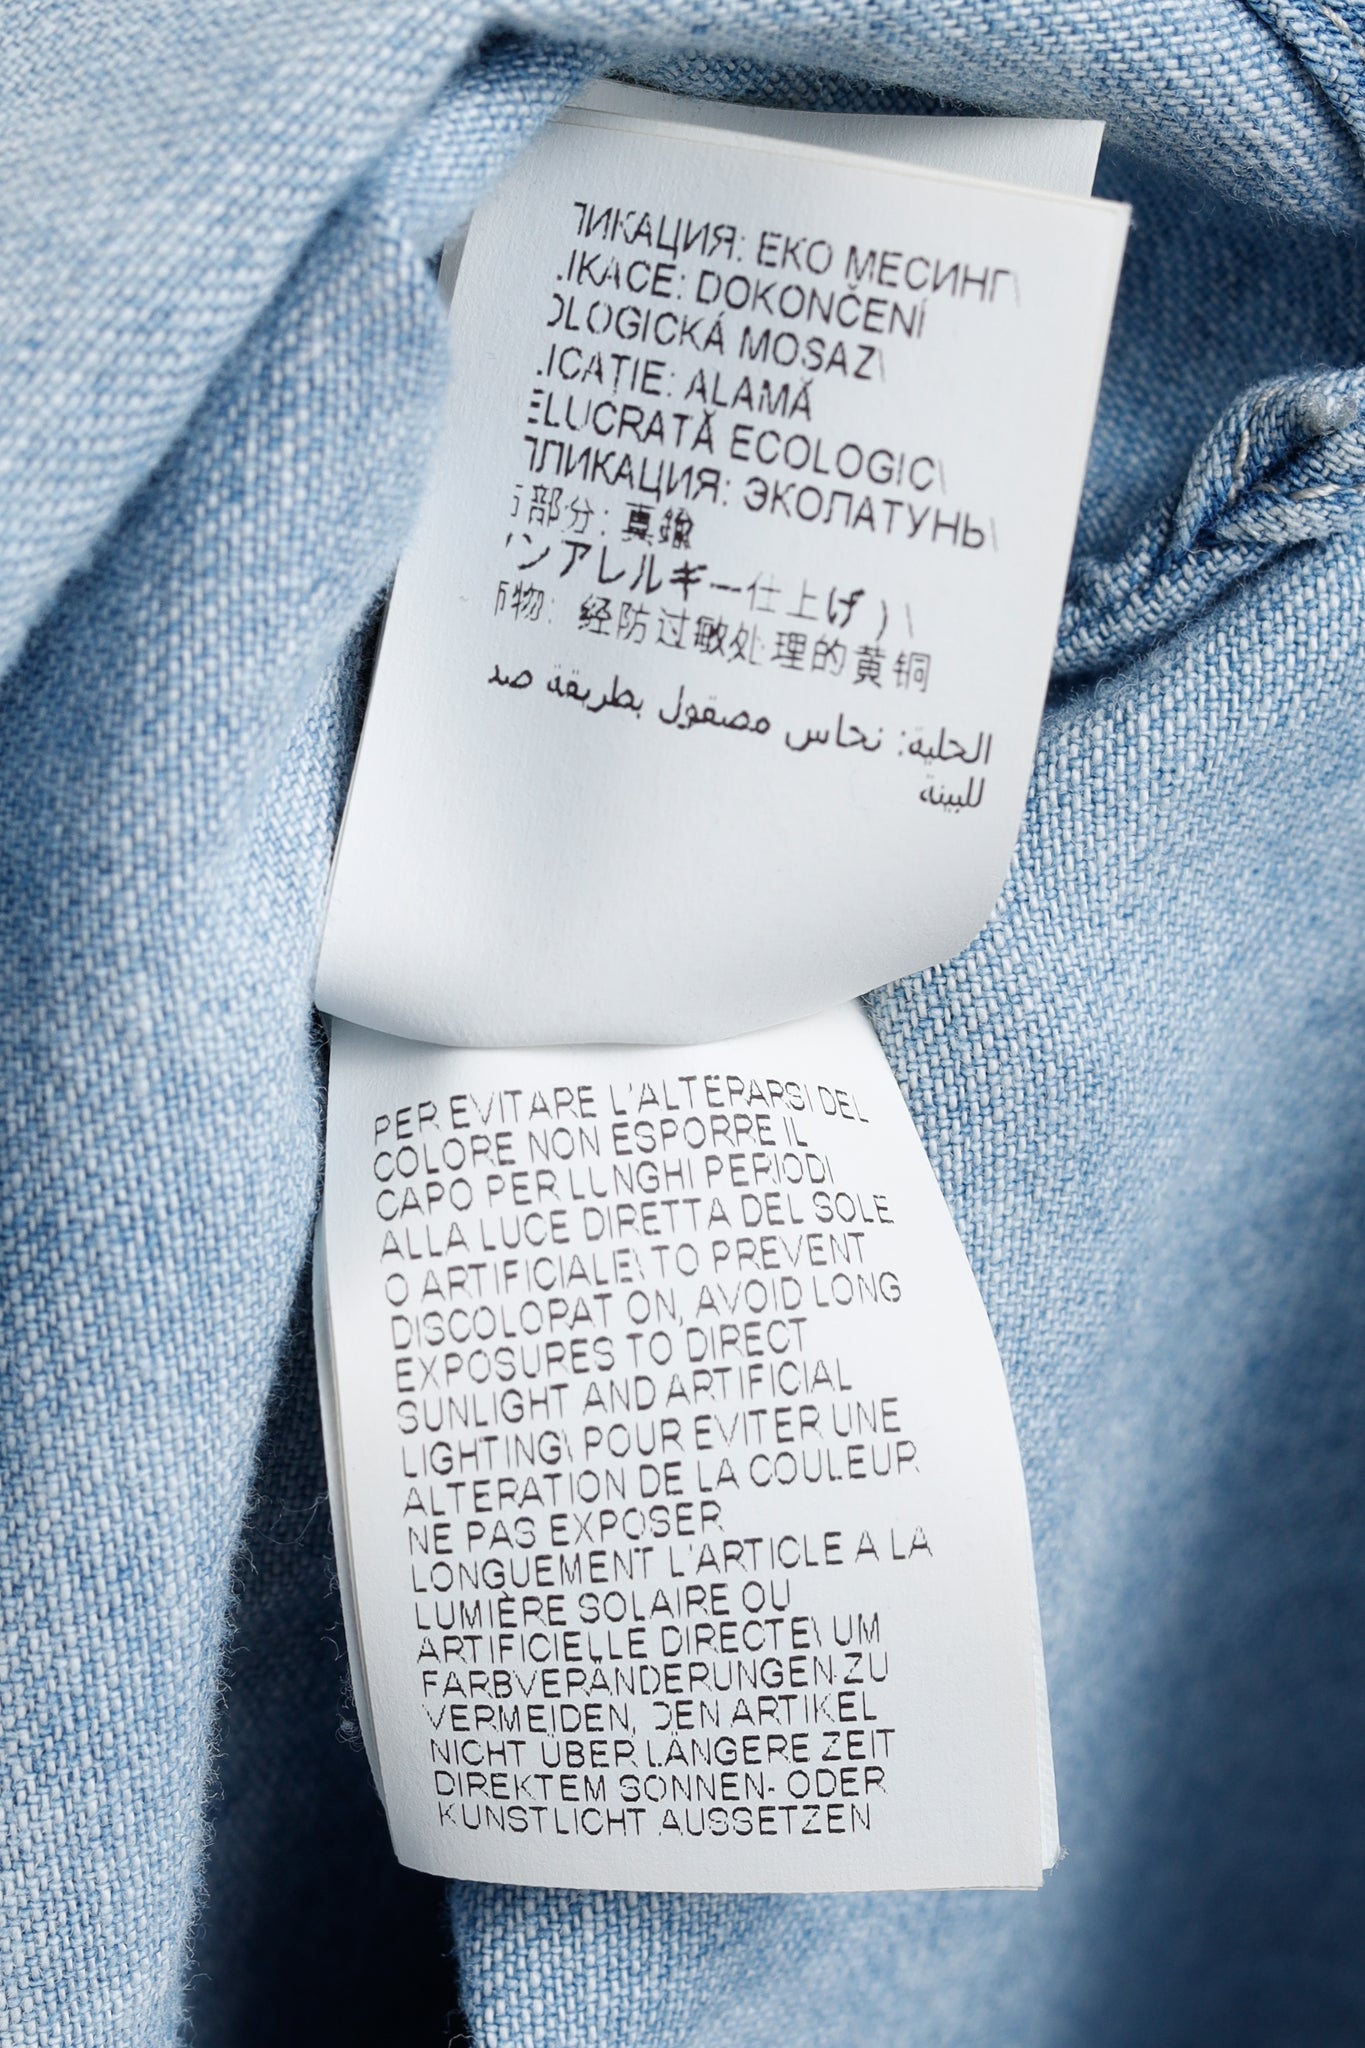 ПИКАЦИЯ: ЕКО МЕСИНГ\
.IKACE: DOKONČENÍ
OLOGICKÁ MOSAZ\
LICAȚIE: ALAMĂ
ELUCRATĂ ECOLOGIC\
ПЛИКАЦИЯ: ЭКОЛАТУНЬ\
部分: 真鍮
ンアレルギー仕上げ)\
物: 经防过敏处理的黄铜
الحلية: نحاس مصقول بطريقة صد
للبيئة
PER EVITARE L'ALTERARSI DEL
COLORE NON ESPORRE IL
CAPO PER LUNGHI PERIODI
ALLA LUCE DIRETTA DEL SOLE
O ARTIFICIALE\ TO PREVENT
DISCOLORATION, AVOID LONG
EXPOSURES TO DIRECT
SUNLIGHT AND ARTIFICIAL
LIGHTING\ POUR EVITER UNE
ALTERATION DE LA COULEUR
NE PAS EXPOSER
LONGUEMENT L'ARTICLE A LA
LUMIÈRE SOLAIRE OU
ARTIFICIELLE DIRECTE\ UM
FARBVERÄNDERUNGEN ZU
VERMEIDEN, DEN ARTIKEL
NICHT ÜBER LÄNGERE ZEIT
DIREKTEM SONNEN- ODER
KUNSTLICHT AUSSETZEN